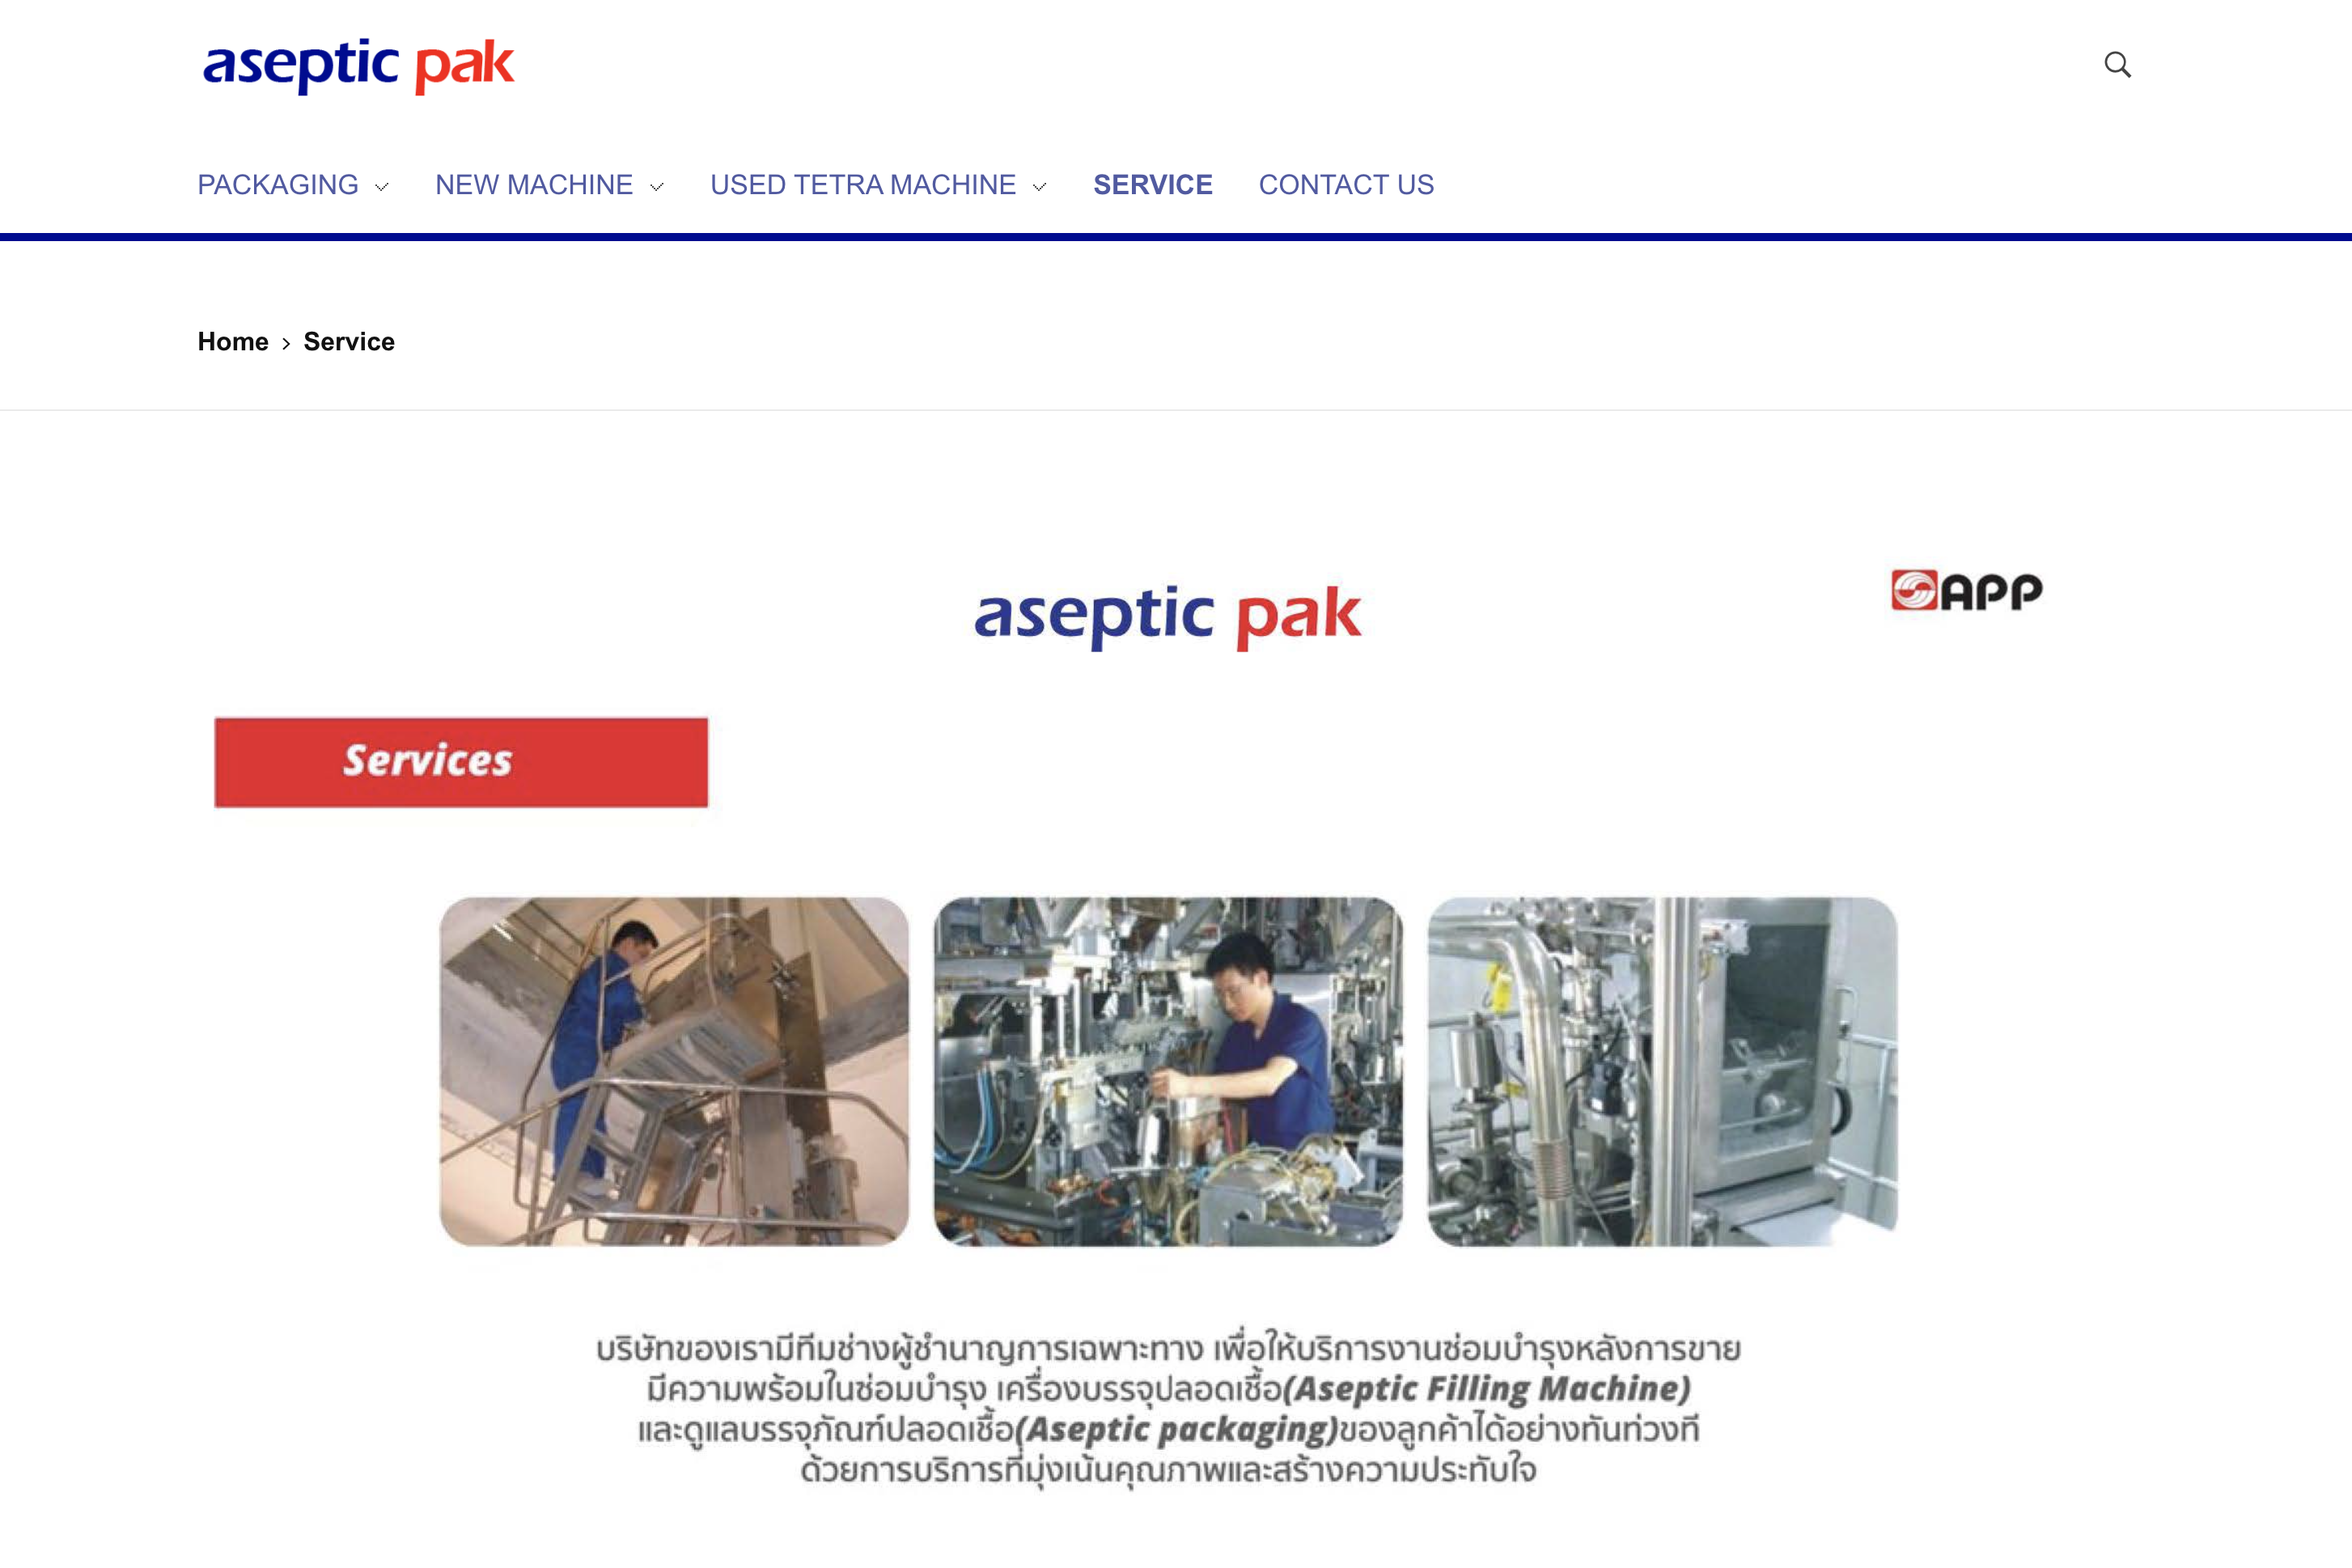 aseptic pak
PACKAGING NEW MACHINE USED TETRA MACHINE SERVICE CONTACT US
Home › Service
aseptic pak
APP
Services
บริษัทของเรามีทีมช่างผู้ชำนาญการเฉพาะทาง เพื่อให้บริการงานซ่อมบำรุงหลังการขาย
มีความพร้อมในซ่อมบำรุง เครื่องบรรจุปลอดเชื้อ(Aseptic Filling Machine)
และดูแลบรรจุภัณฑ์ปลอดเชื้อ(Aseptic packaging)ของลูกค้าได้อย่างทันท่วงที
ด้วยการบริการที่มุ่งเน้นคุณภาพและสร้างความประทับใจ